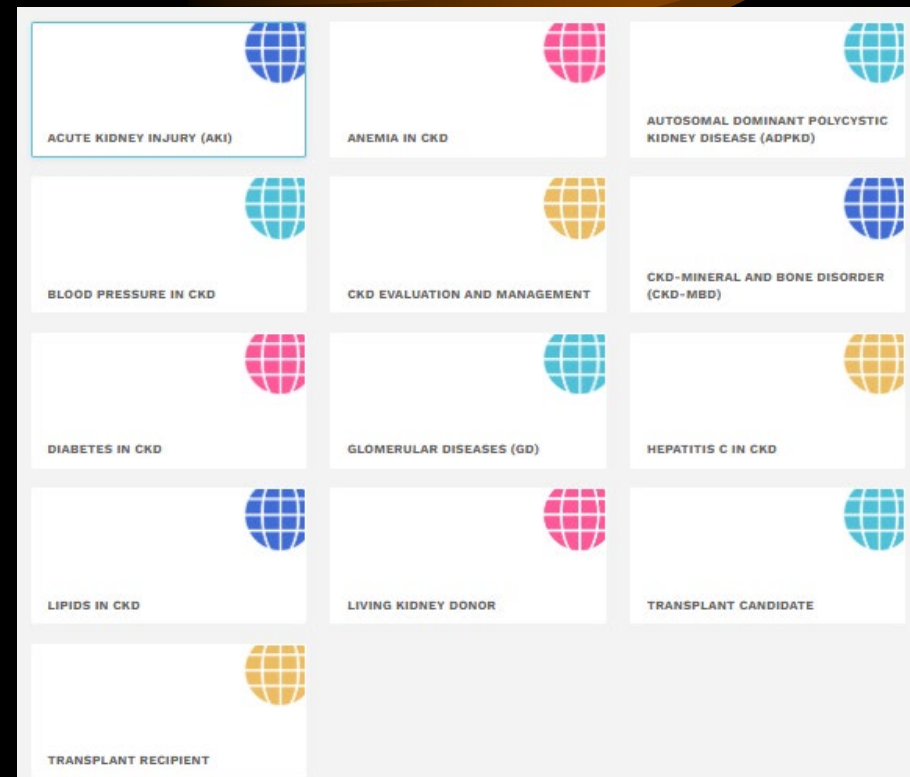 ACUTE KIDNEY INJURY (AKI)
ANEMIA IN CKD
AUTOSOMAL DOMINANT POLYCYSTIC
KIDNEY DISEASE (ADPKD)
BLOOD PRESSURE IN CKD
CKD EVALUATION AND MANAGEMENT
CKD-MINERAL AND BONE DISORDER
(CKD-MBD)
DIABETES IN CKD
GLOMERULAR DISEASES (GD)
HEPATITIS C IN CKD
LIPIDS IN CKD
LIVING KIDNEY DONOR
TRANSPLANT CANDIDATE
TRANSPLANT RECIPIENT